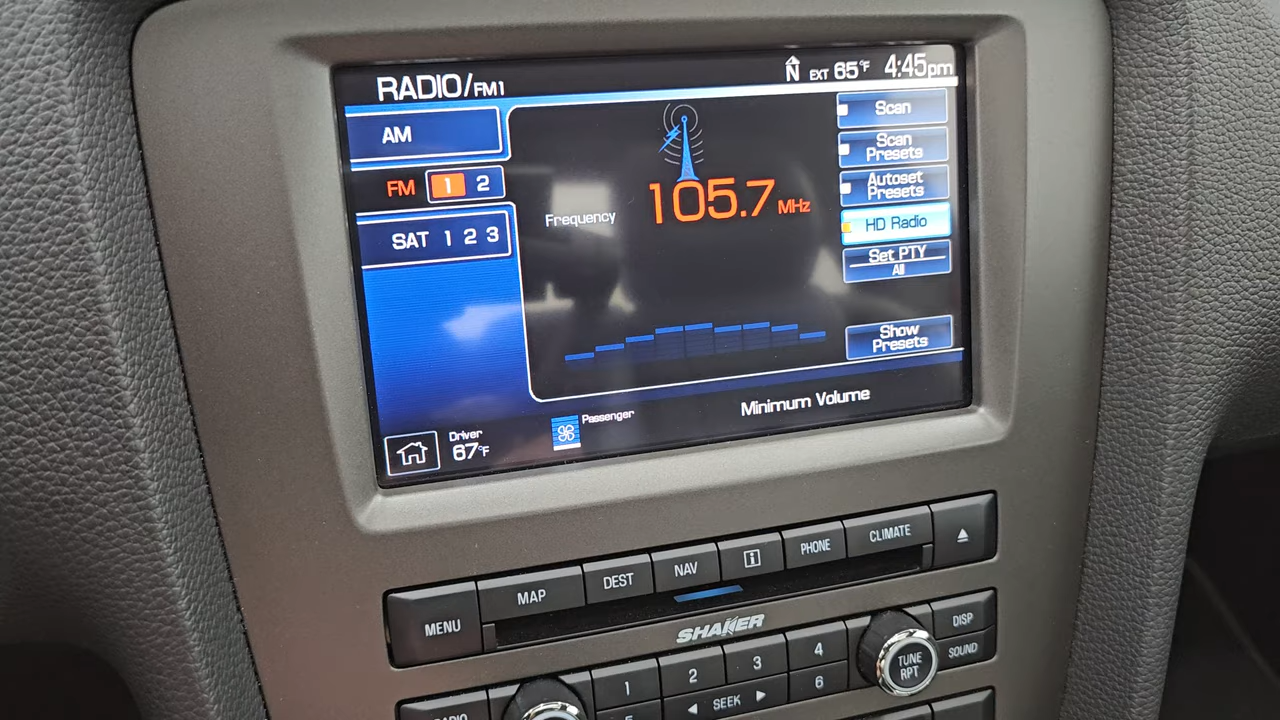 RADIO/FM1
N EXT 65°F 4:45pm
AM
FM 1 2
SAT 1 2 3
Frequency 105.7 MHz
Scan
Scan
Presets
Autoset
Presets
HD Radio
Set PTY
All
Show
Presets
Minimum Volume
Driver
67°F
Passenger
MENU
MAP
DEST
NAV
i
PHONE
CLIMATE
SHAKER
DISP
SOUND
1
2
3
4
TUNE
RPT
RADIO
5
SEEK
6